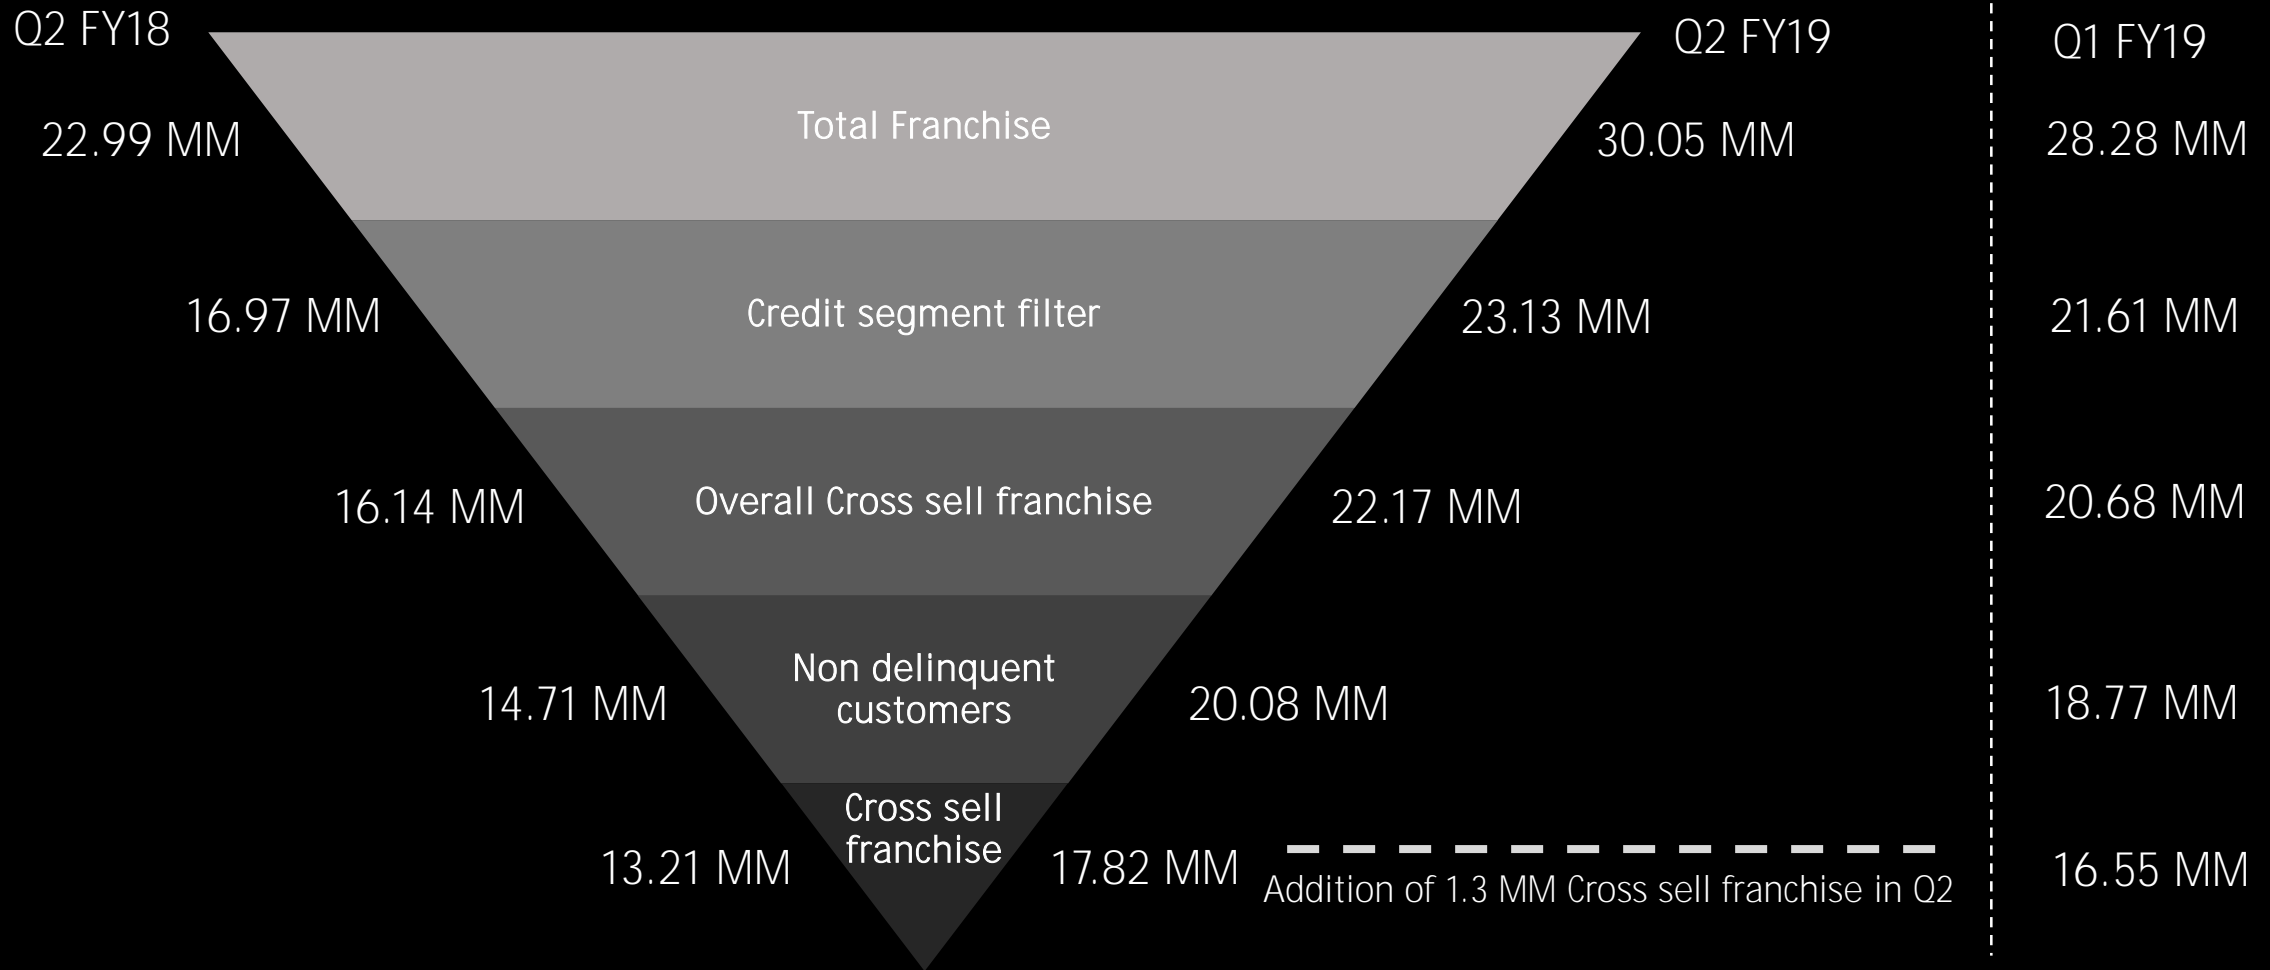 Q2 FY18
Q2 FY19
Q1 FY19
22.99 MM
Total Franchise
30.05 MM
28.28 MM
16.97 MM
Credit segment filter
23.13 MM
21.61 MM
16.14 MM
Overall Cross sell franchise
22.17 MM
20.68 MM
14.71 MM
Non delinquent
customers
20.08 MM
18.77 MM
13.21 MM
Cross sell
franchise
17.82 MM
Addition of 1.3 MM Cross sell franchise in Q2
16.55 MM